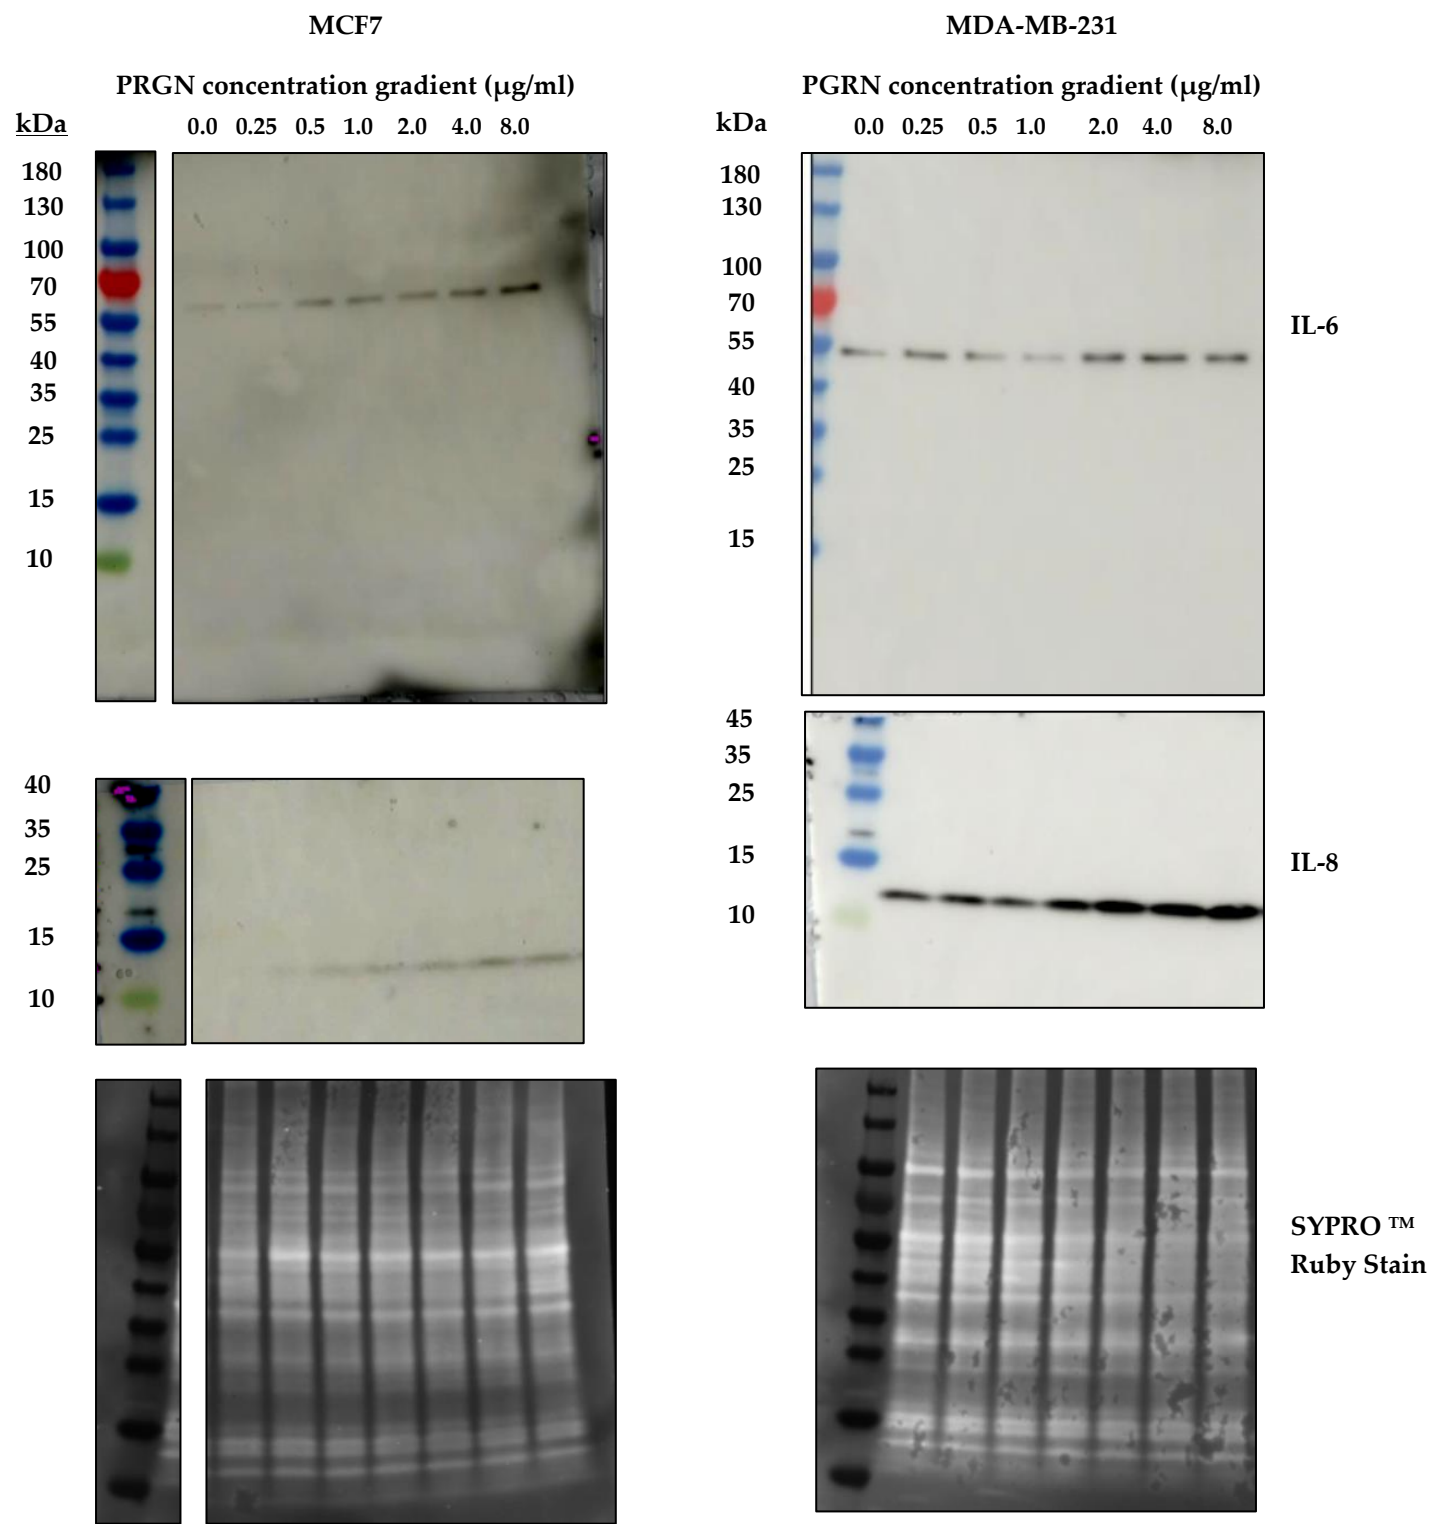 MCF7
PRGN concentration gradient (µg/ml)
kDa
0.0 0.25 0.5 1.0 2.0 4.0 8.0
180
130
100
70
55
40
35
25
15
10
MDA-MB-231
PGRN concentration gradient (µg/ml)
kDa
0.0 0.25 0.5 1.0 2.0 4.0 8.0
180
130
100
70
55
40
35
25
15
IL-6
40
35
25
15
10
45
35
25
15
10
IL-8
SYPRO ™
Ruby Stain